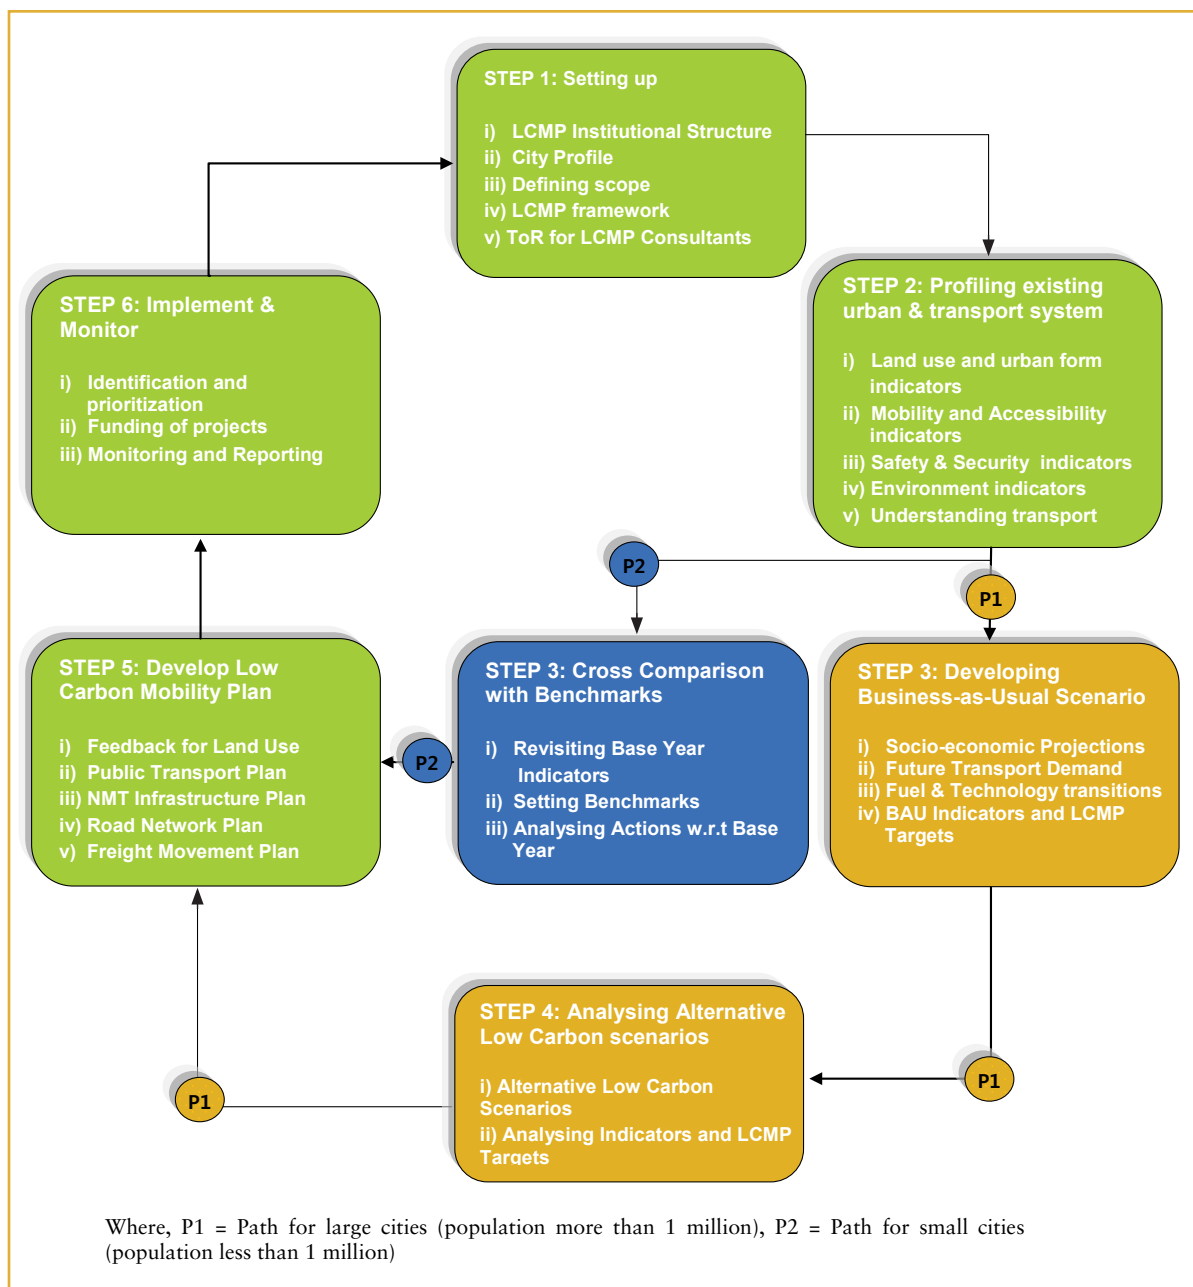 STEP 1: Setting up
i) LCMP Institutional Structure
ii) City Profile
iii) Defining scope
iv) LCMP framework
v) ToR for LCMP Consultants
STEP 2: Profiling existing
urban & transport system
i) Land use and urban form
indicators
ii) Mobility and Accessibility
indicators
iii) Safety & Security indicators
iv) Environment indicators
v) Understanding transport
STEP 6: Implement &
Monitor
i) Identification and
prioritization
ii) Funding of projects
iii) Monitoring and Reporting
P2
P1
STEP 3: Cross Comparison
with Benchmarks
i) Revisiting Base Year
Indicators
ii) Setting Benchmarks
iii) Analysing Actions w.r.t Base
Year
STEP 3: Developing
Business-as-Usual Scenario
i) Socio-economic Projections
ii) Future Transport Demand
iii) Fuel & Technology transitions
iv) BAU Indicators and LCMP
Targets
P2
STEP 5: Develop Low
Carbon Mobility Plan
i) Feedback for Land Use
ii) Public Transport Plan
iii) NMT Infrastructure Plan
iv) Road Network Plan
v) Freight Movement Plan
P1
STEP 4: Analysing Alternative
Low Carbon scenarios
i) Alternative Low Carbon
Scenarios
ii) Analysing Indicators and LCMP
Targets
P1
Where, P1 = Path for large cities (population more than 1 million), P2 = Path for small cities
(population less than 1 million)